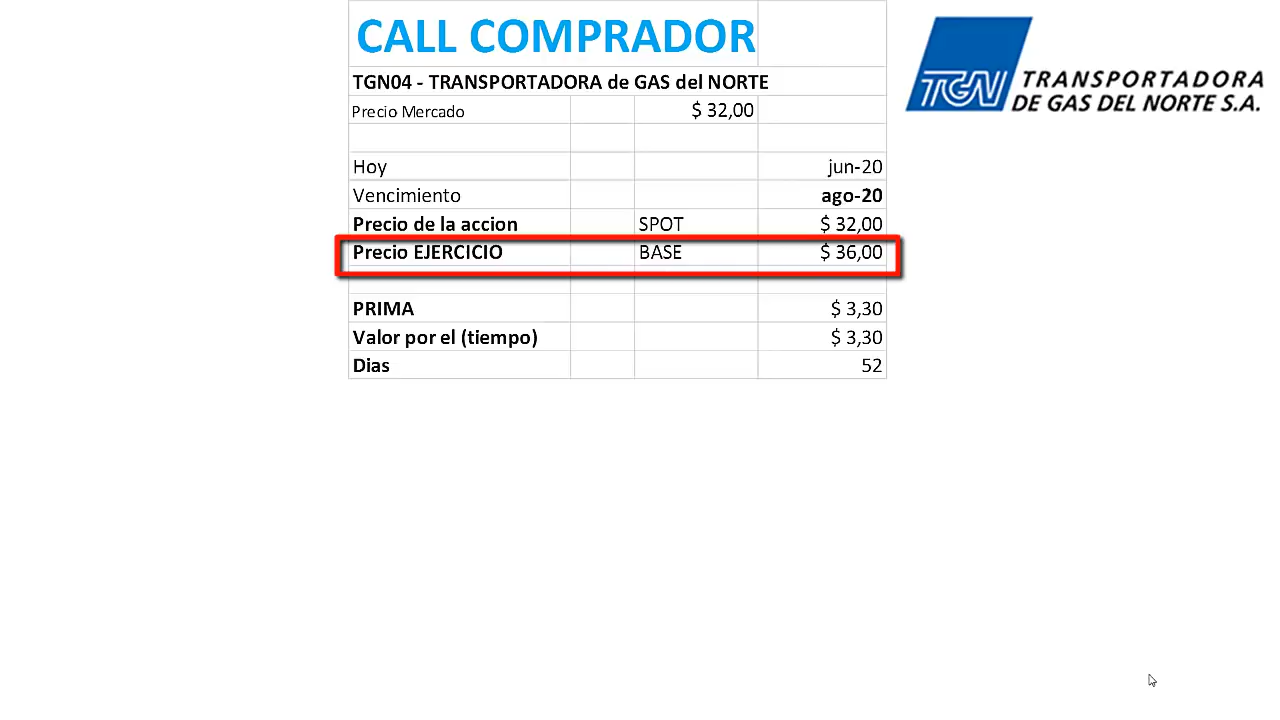 CALL COMPRADOR
TGN04 - TRANSPORTADORA de GAS del NORTE
Precio Mercado $ 32,00
Hoy jun-20
Vencimiento ago-20
Precio de la accion SPOT $ 32,00
Precio EJERCICIO BASE $ 36,00
PRIMA $ 3,30
Valor por el (tiempo) $ 3,30
Dias 52
TGN TRANSPORTADORA
DE GAS DEL NORTE S.A.